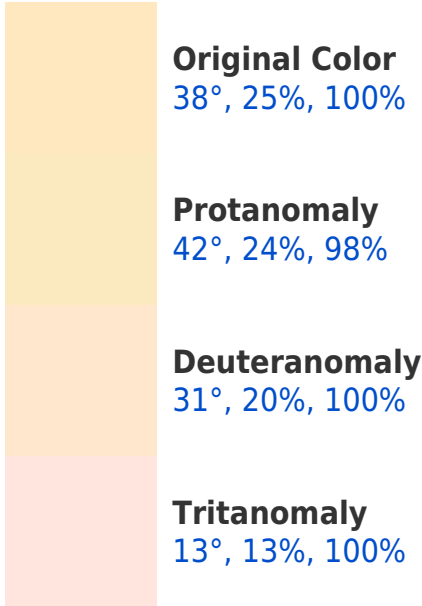 Original Color
38°, 25%, 100%
Protanomaly
42°, 24%, 98%
Deuteranomaly
31°, 20%, 100%
Tritanomaly
13°, 13%, 100%